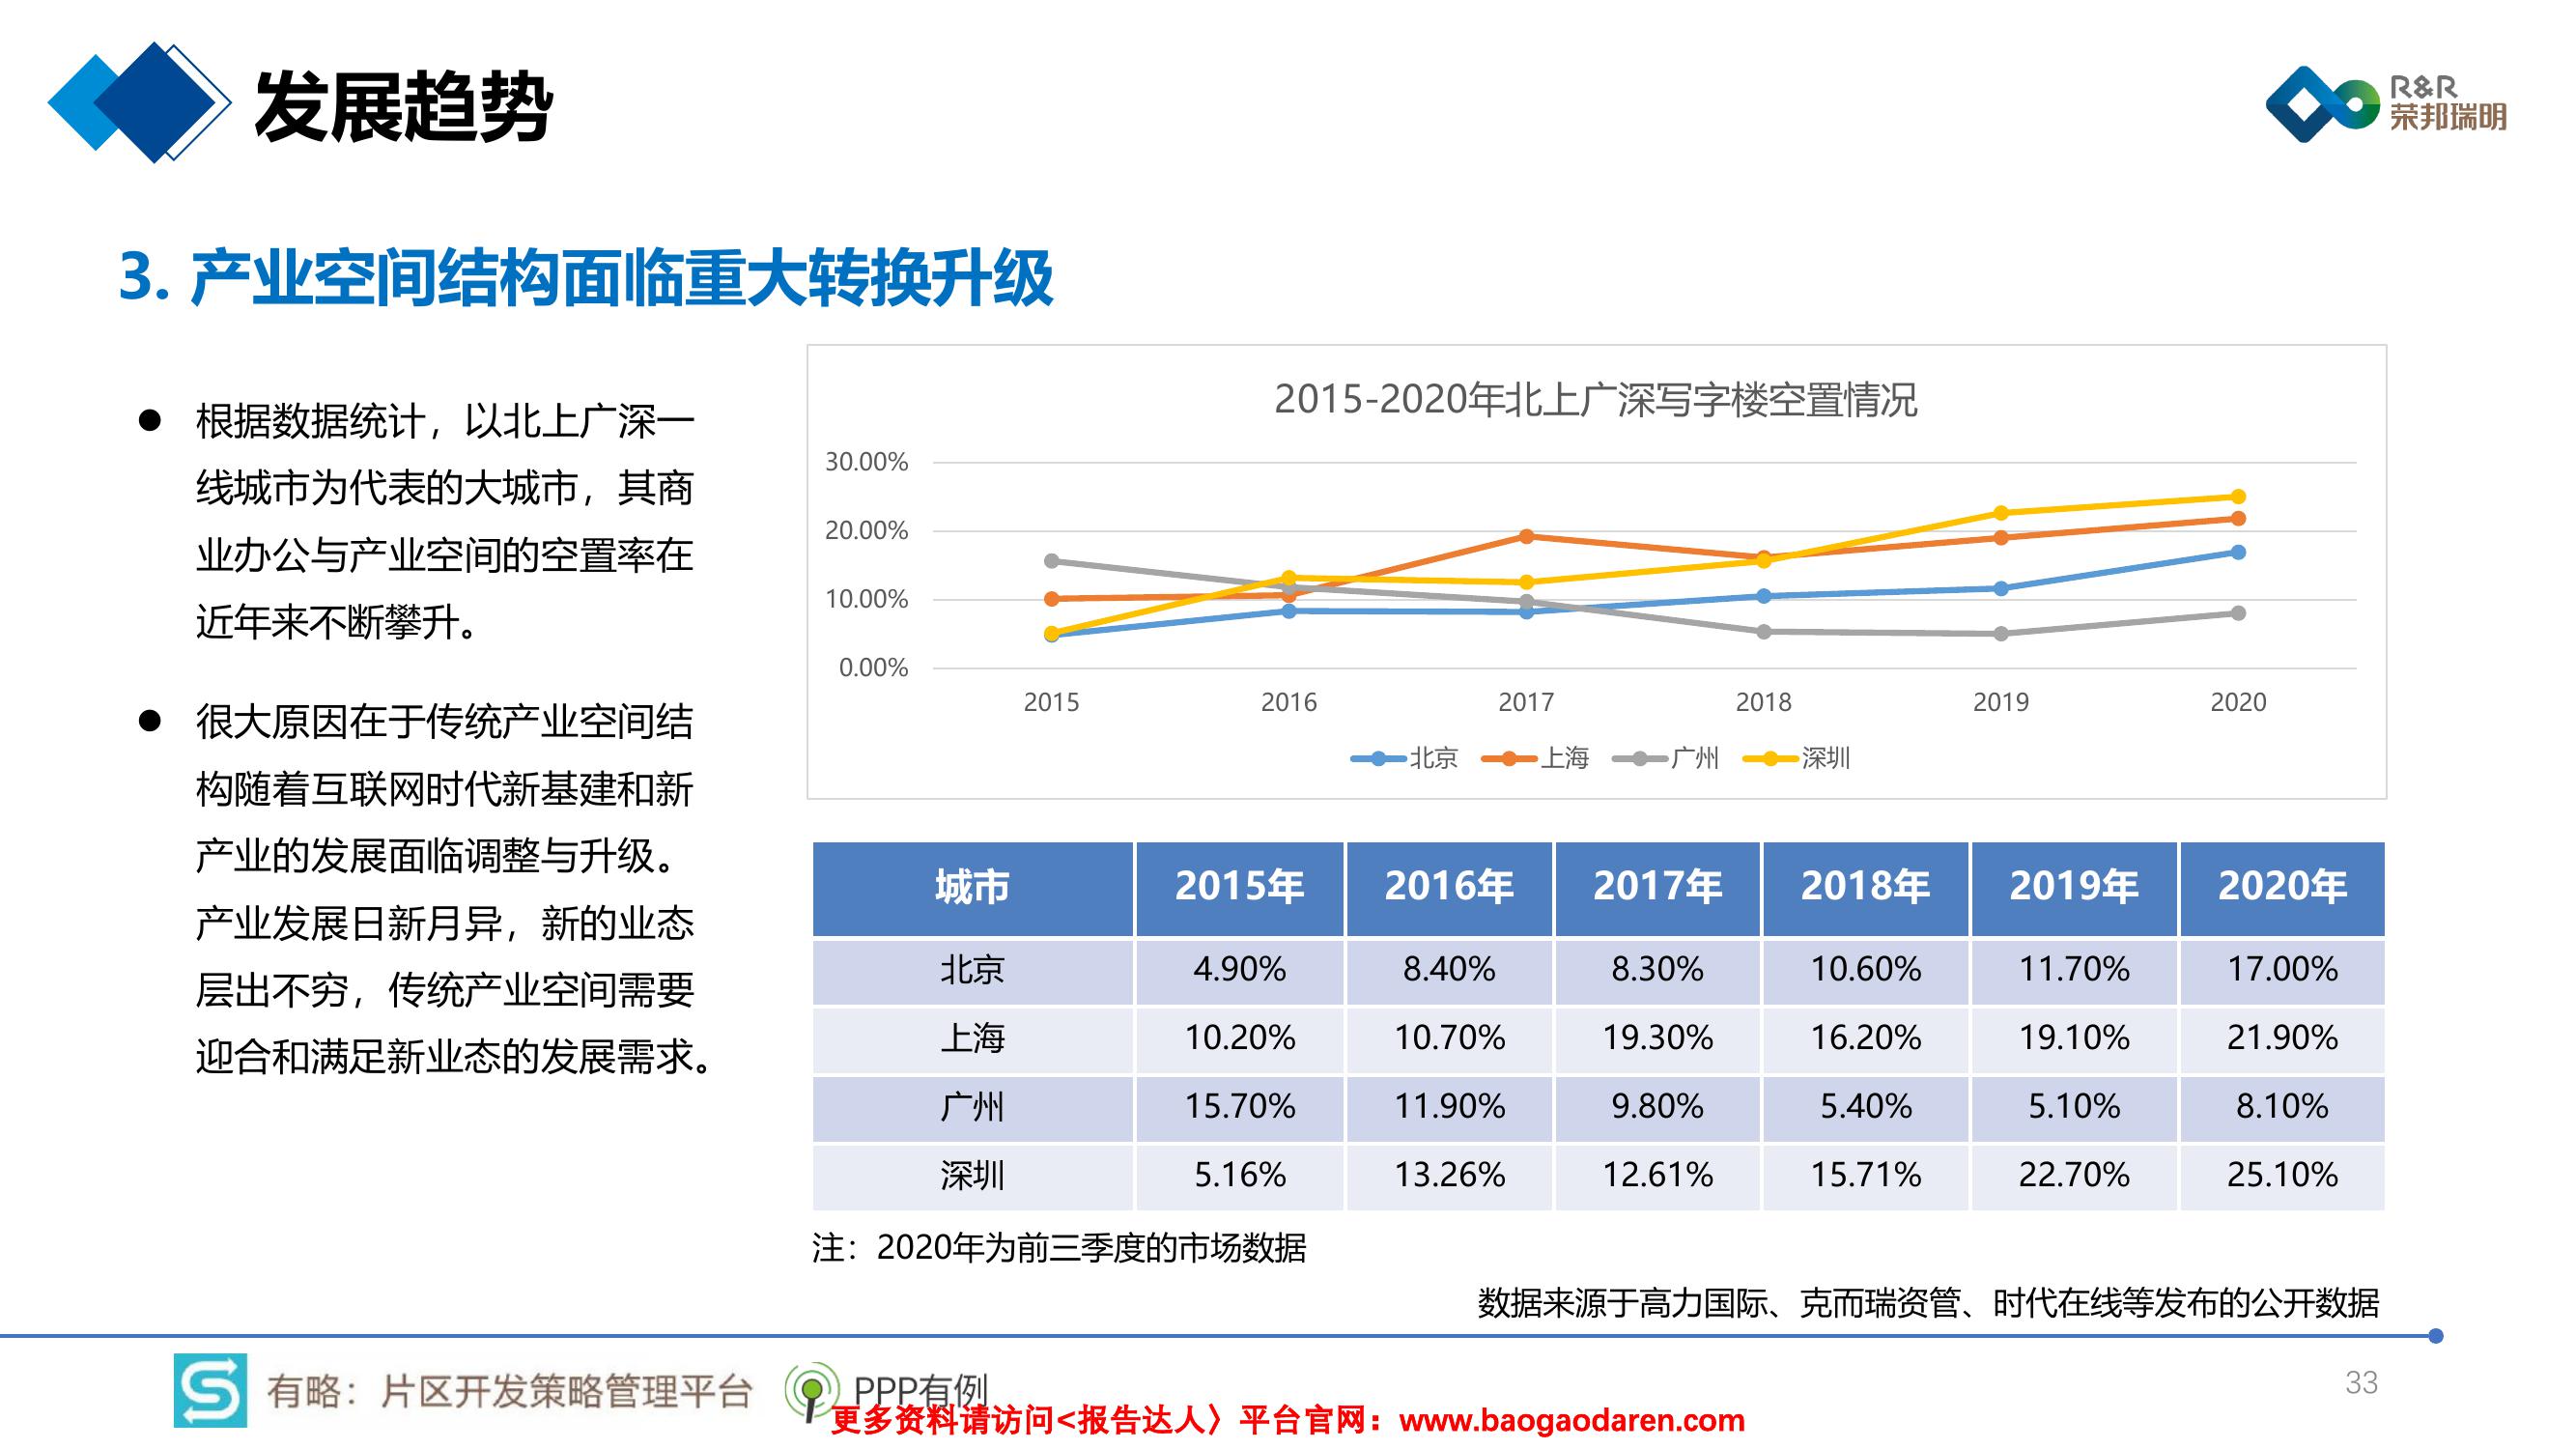 发展趋势
R&R
荣邦瑞明
3. 产业空间结构面临重大转换升级
● 根据数据统计，以北上广深一
线城市为代表的大城市，其商
业办公与产业空间的空置率在
近年来不断攀升。
● 很大原因在于传统产业空间结
构随着互联网时代新基建和新
产业的发展面临调整与升级。
产业发展日新月异，新的业态
层出不穷，传统产业空间需要
迎合和满足新业态的发展需求。
2015-2020年北上广深写字楼空置情况
30.00%
20.00%
10.00%
0.00%
2015 2016 2017 2018 2019 2020
北京 上海 广州 深圳
城市 2015年 2016年 2017年 2018年 2019年 2020年
北京 4.90% 8.40% 8.30% 10.60% 11.70% 17.00%
上海 10.20% 10.70% 19.30% 16.20% 19.10% 21.90%
广州 15.70% 11.90% 9.80% 5.40% 5.10% 8.10%
深圳 5.16% 13.26% 12.61% 15.71% 22.70% 25.10%
注：2020年为前三季度的市场数据
数据来源于高力国际、克而瑞资管、时代在线等发布的公开数据
有略：片区开发策略管理平台 PPP有例
33
更多资料请访问<报告达人〉平台官网：www.baogaodaren.com